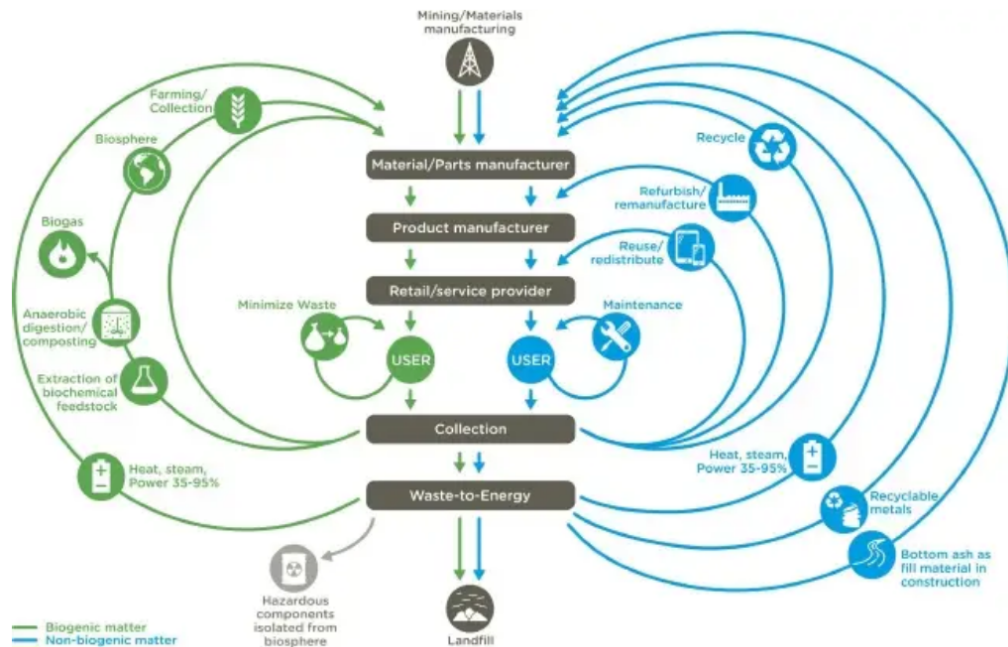 Mining/Materials
manufacturing
Farming/
Collection
Biosphere
Biogas
Anaerobic
digestion/
composting
Extraction of
biochemical
feedstock
Heat, steam,
Power 35-95%
Material/Parts manufacturer
Product manufacturer
Retail/service provider
Minimize Waste
Maintenance
USER
USER
Collection
Waste-to-Energy
Recycle
Refurbish/
remanufacture
Reuse/
redistribute
Heat, steam,
Power 35-95%
Recyclable
metals
Bottom ash as
fill material in
construction
Hazardous
components
isolated from
biosphere
Landfill
Biogenic matter
Non-biogenic matter